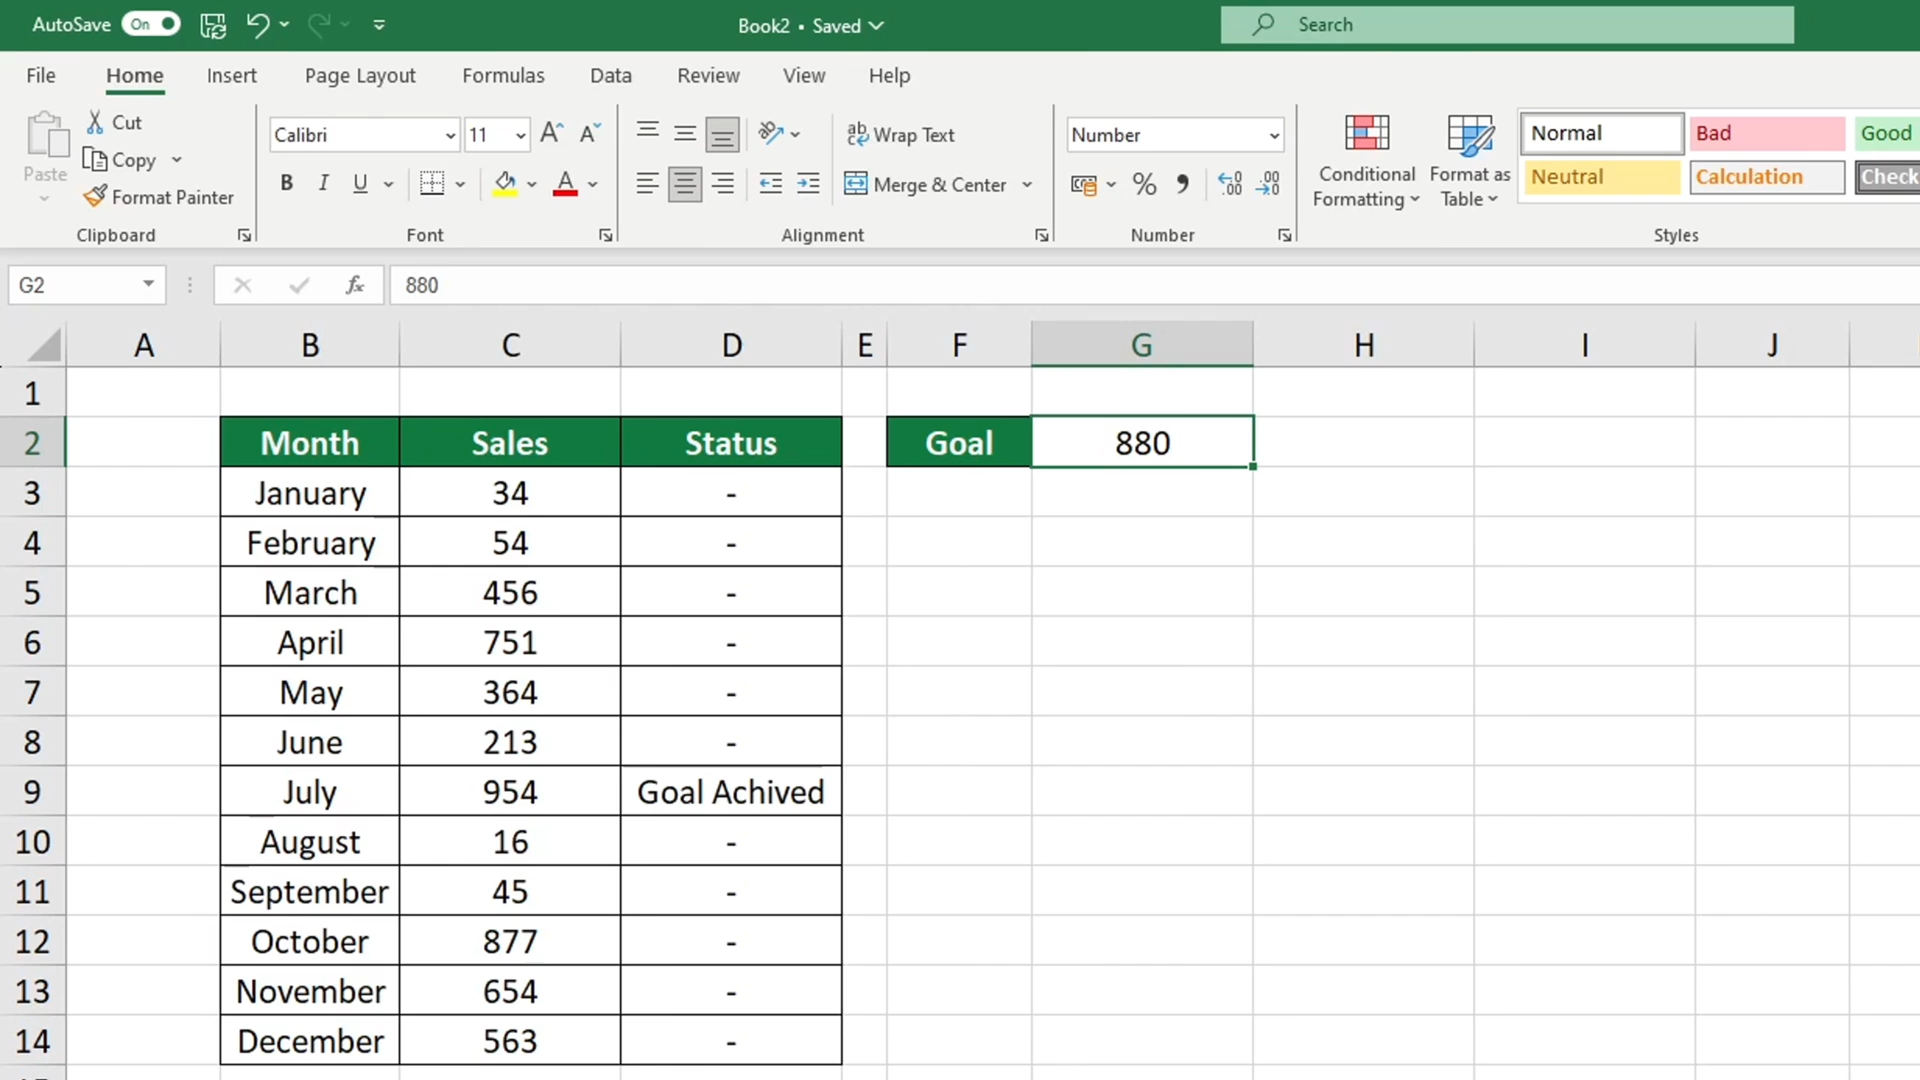 AutoSave On Book2 • Saved Search
File Home Insert Page Layout Formulas Data Review View Help
Paste
Cut
Copy
Format Painter
Clipboard
Calibri 11
B I U
Font
Wrap Text
Merge & Center
Alignment
Number
% .00 .00
Number
Conditional Formatting
Format as Table
Normal Bad Good
Neutral Calculation Check
Styles
G2 fx 880
A B C D E F G H I J
1
2 Month Sales Status Goal 880
3 January 34 -
4 February 54 -
5 March 456 -
6 April 751 -
7 May 364 -
8 June 213 -
9 July 954 Goal Achived
10 August 16 -
11 September 45 -
12 October 877 -
13 November 654 -
14 December 563 -